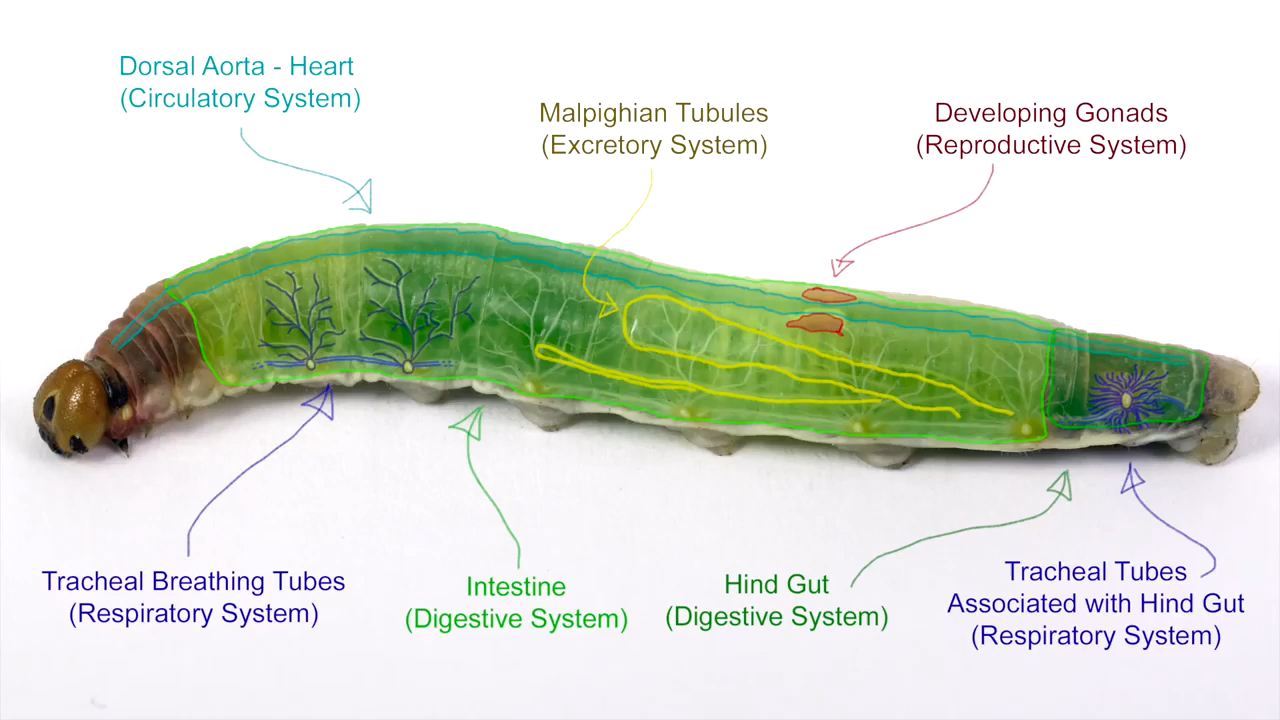 Dorsal Aorta - Heart
(Circulatory System)
Malpighian Tubules
(Excretory System)
Developing Gonads
(Reproductive System)
Tracheal Breathing Tubes
(Respiratory System)
Intestine
(Digestive System)
Hind Gut
(Digestive System)
Tracheal Tubes
Associated with Hind Gut
(Respiratory System)